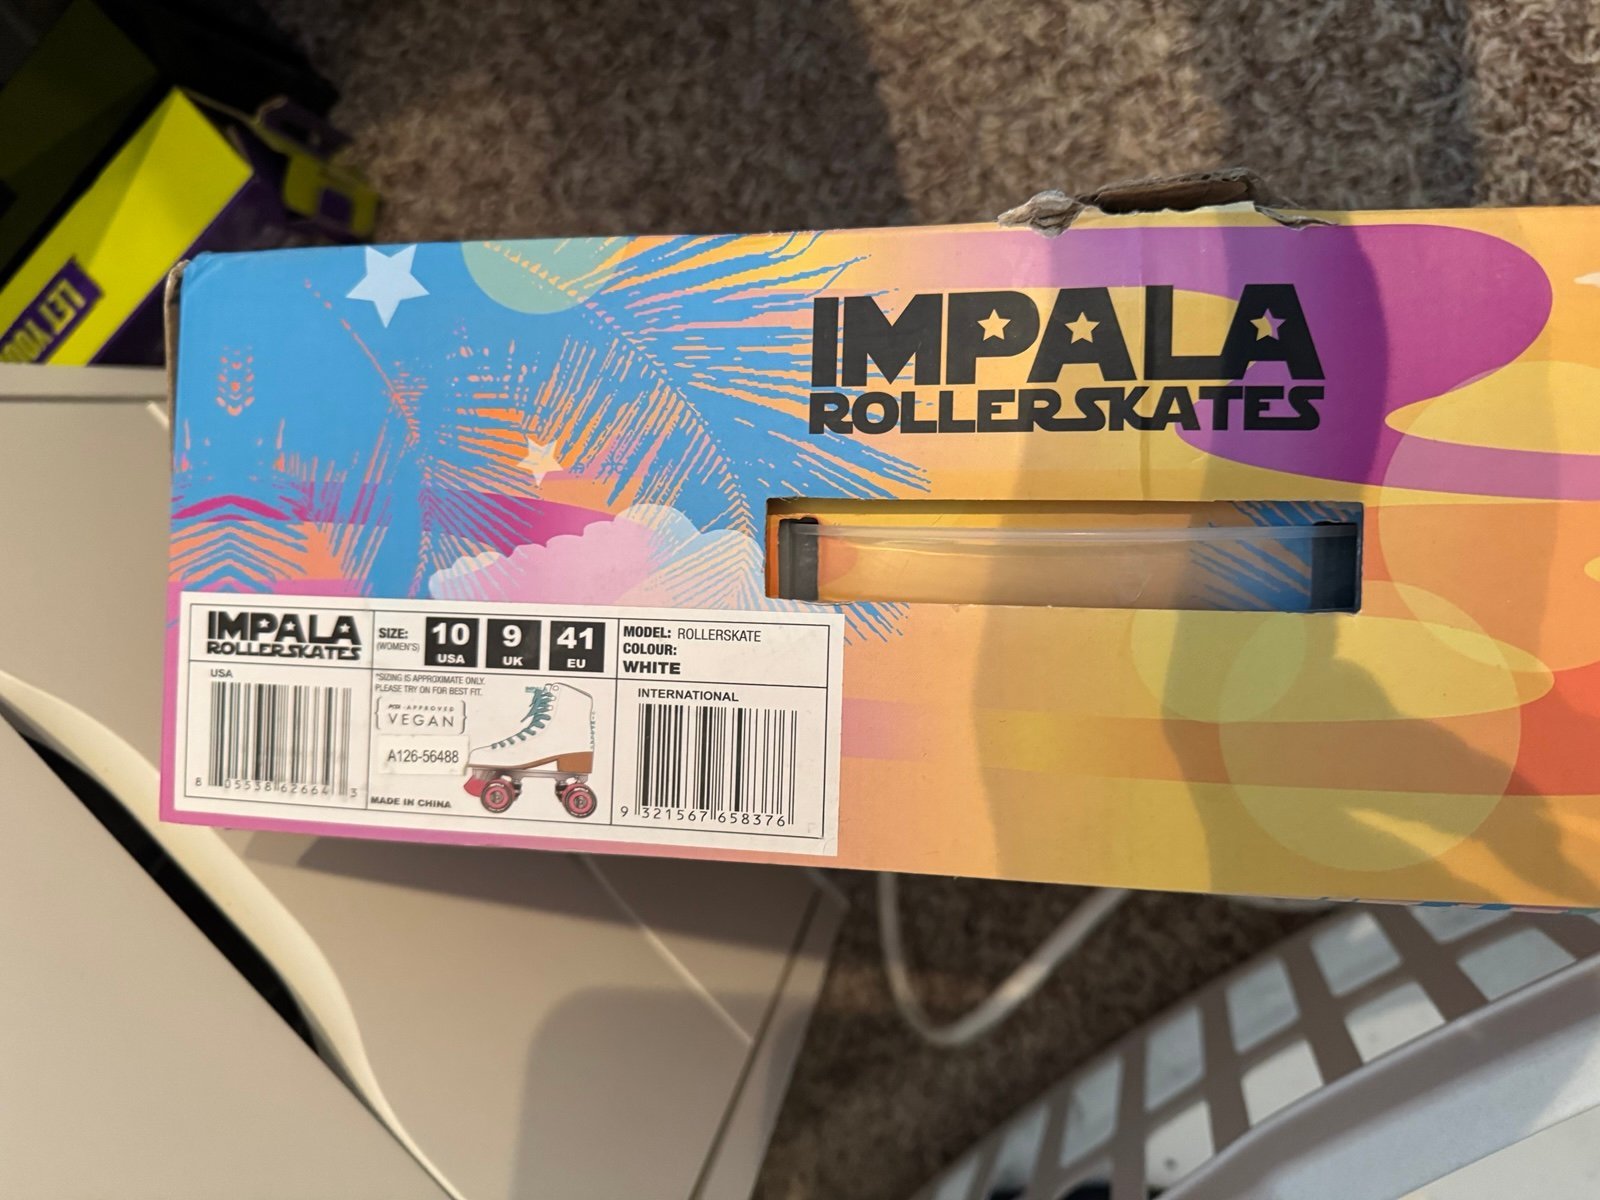 IMPALA
ROLLERSKATES
IMPALA
ROLLERSKATES
SIZE:
(WOMEN'S)
10
USA
9
UK
41
EU
MODEL: ROLLERSKATE
COLOUR:
WHITE
USA
8 05538 62664 3
*SIZING IS APPROXIMATE ONLY.
PLEASE TRY ON FOR BEST FIT.
APPROVED
VEGAN
A126-56488
MADE IN CHINA
INTERNATIONAL
9 321567 658376